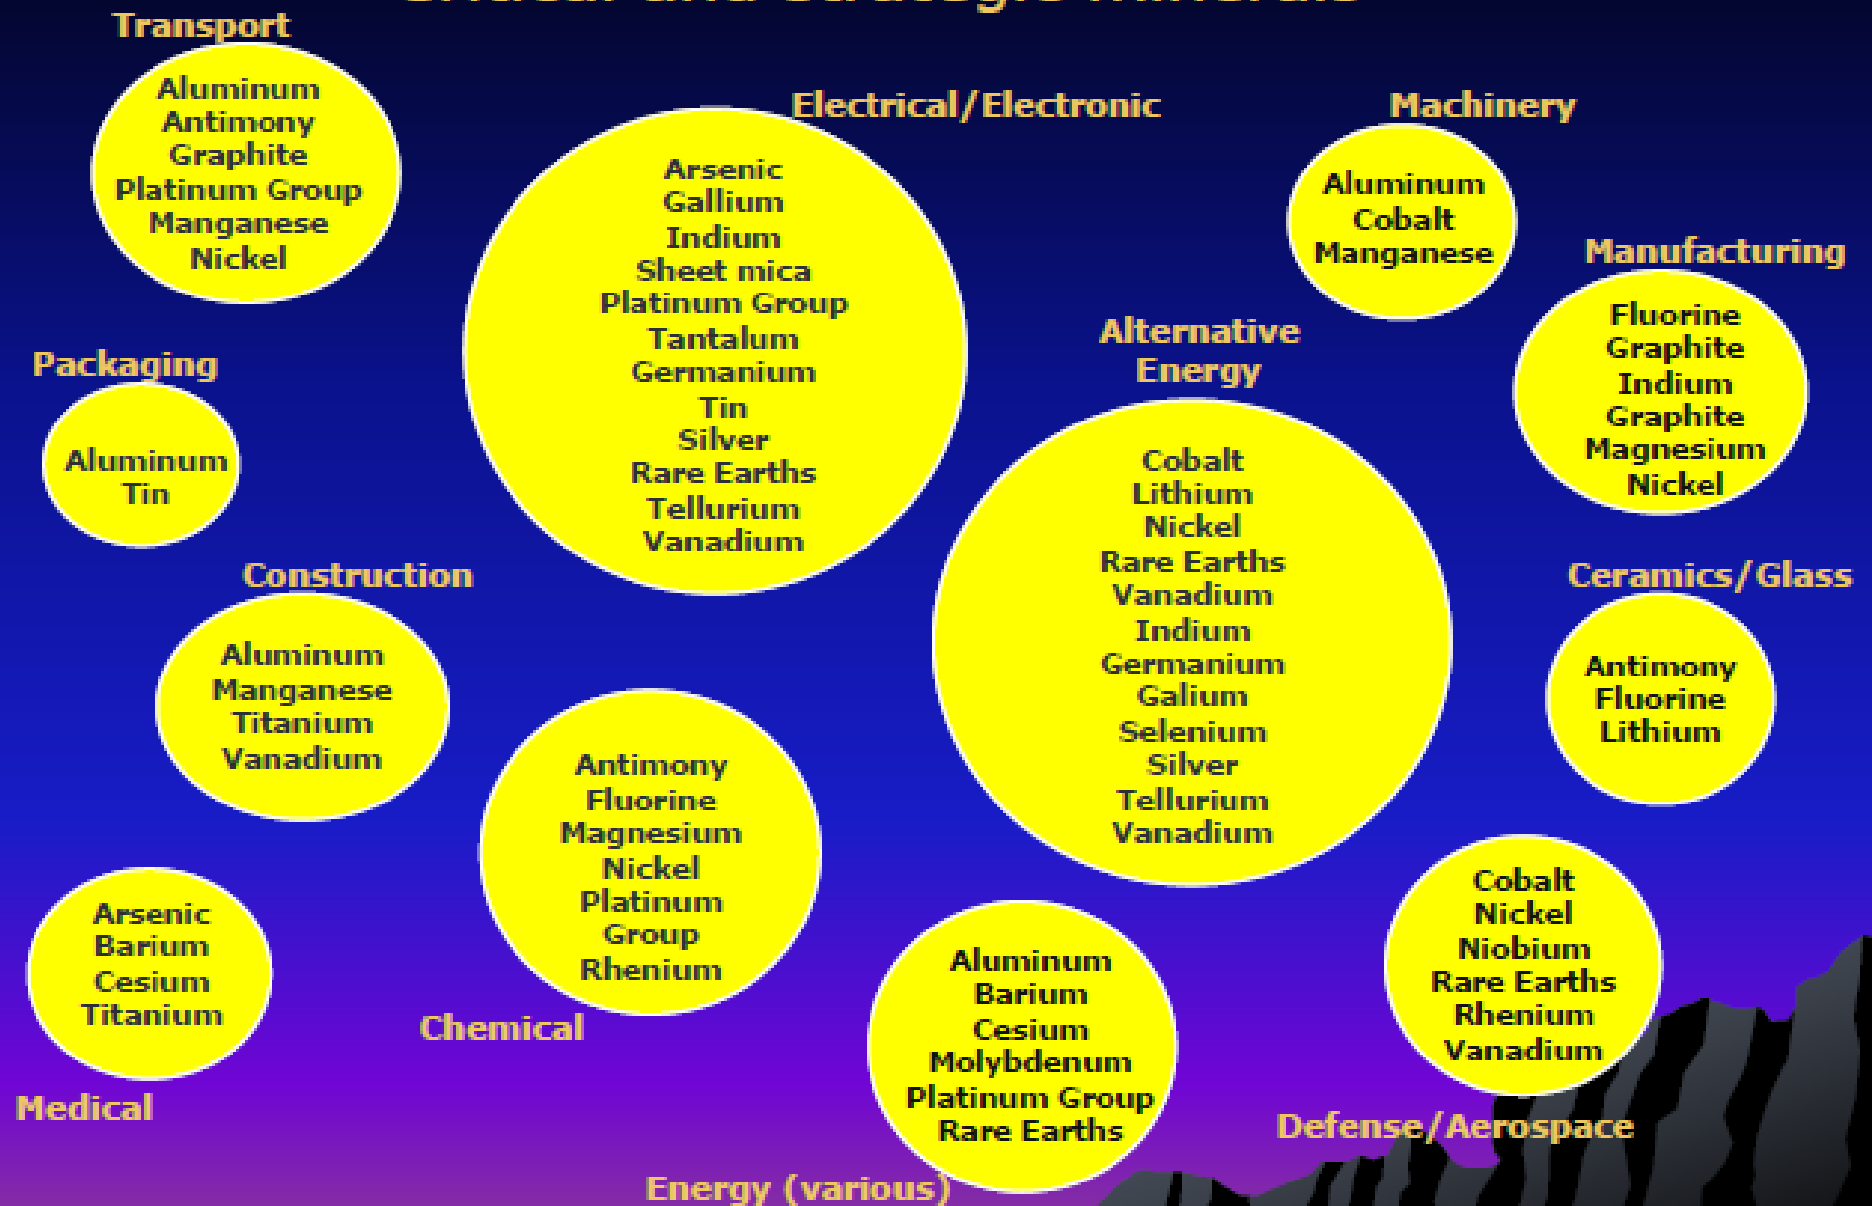 Critical and Strategic Minerals
Transport
Aluminum
Antimony
Graphite
Platinum Group
Manganese
Nickel
Electrical/Electronic
Arsenic
Gallium
Indium
Sheet mica
Platinum Group
Tantalum
Germanium
Tin
Silver
Rare Earths
Tellurium
Vanadium
Machinery
Aluminum
Cobalt
Manganese
Manufacturing
Fluorine
Graphite
Indium
Graphite
Magnesium
Nickel
Packaging
Aluminum
Tin
Alternative
Energy
Cobalt
Lithium
Nickel
Rare Earths
Vanadium
Indium
Germanium
Galium
Selenium
Silver
Tellurium
Vanadium
Construction
Aluminum
Manganese
Titanium
Vanadium
Ceramics/Glass
Antimony
Fluorine
Lithium
Antimony
Fluorine
Magnesium
Nickel
Platinum
Group
Rhenium
Chemical
Arsenic
Barium
Cesium
Titanium
Medical
Aluminum
Barium
Cesium
Molybdenum
Platinum Group
Rare Earths
Energy (various)
Cobalt
Nickel
Niobium
Rare Earths
Rhenium
Vanadium
Defense/Aerospace